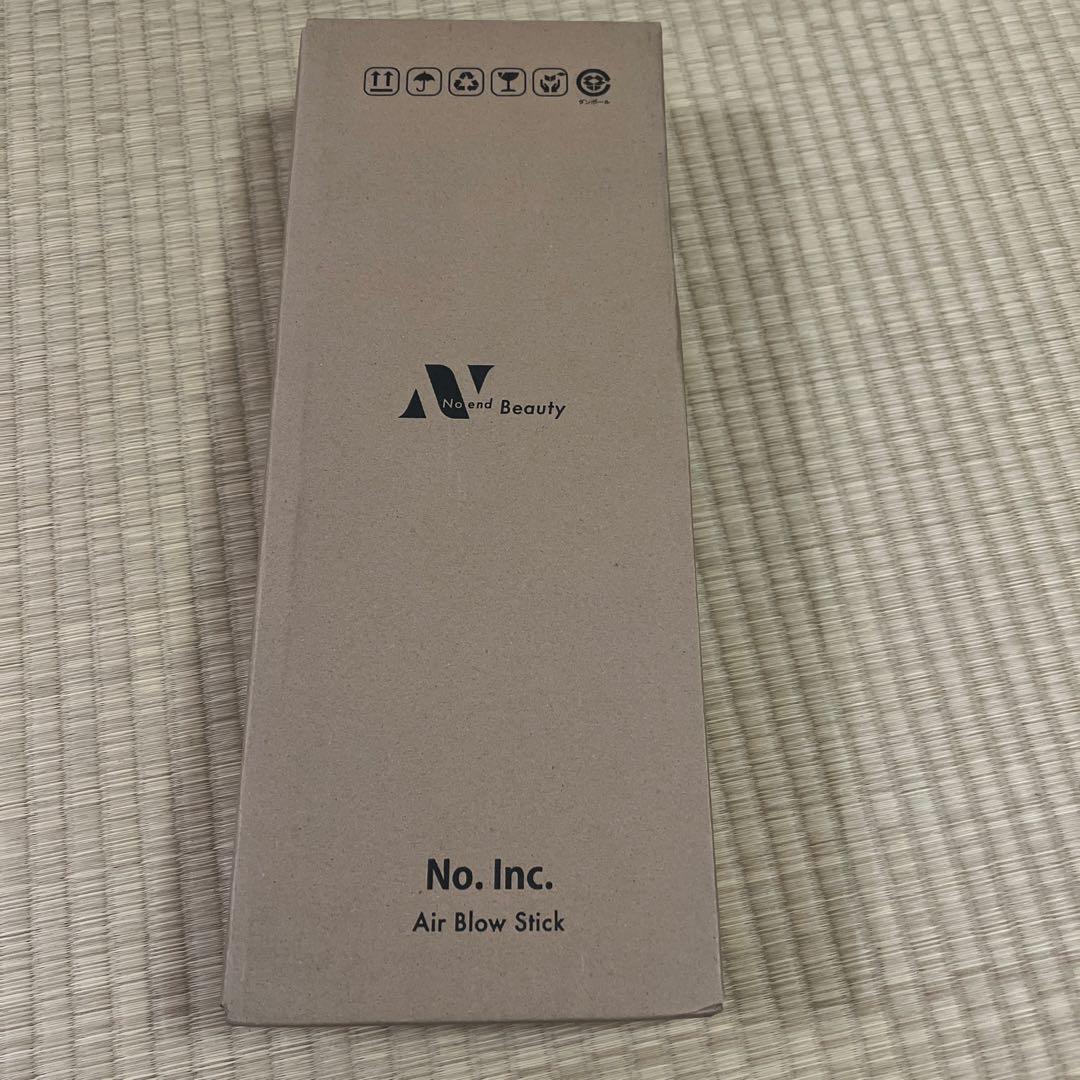 ダンボール
No end Beauty
No. Inc.
Air Blow Stick